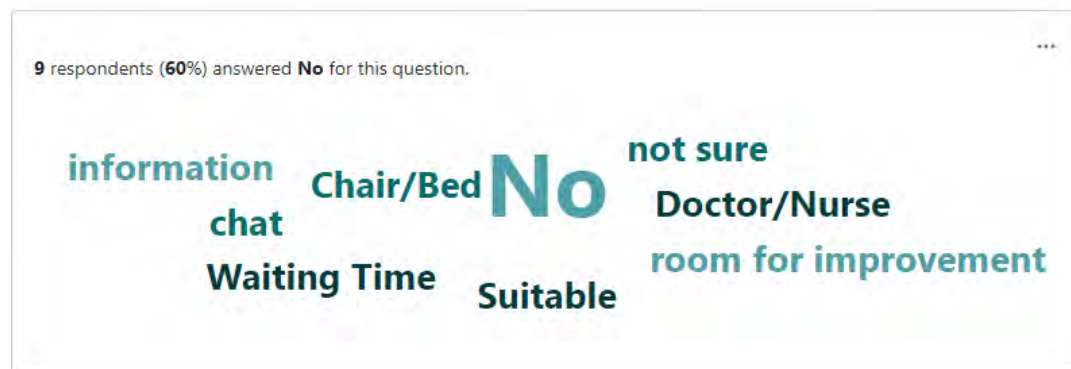 ...
9 respondents (60%) answered No for this question.
not sure
information
Chair/Bed
No
Doctor/Nurse
chat
room for improvement
Waiting Time
Suitable